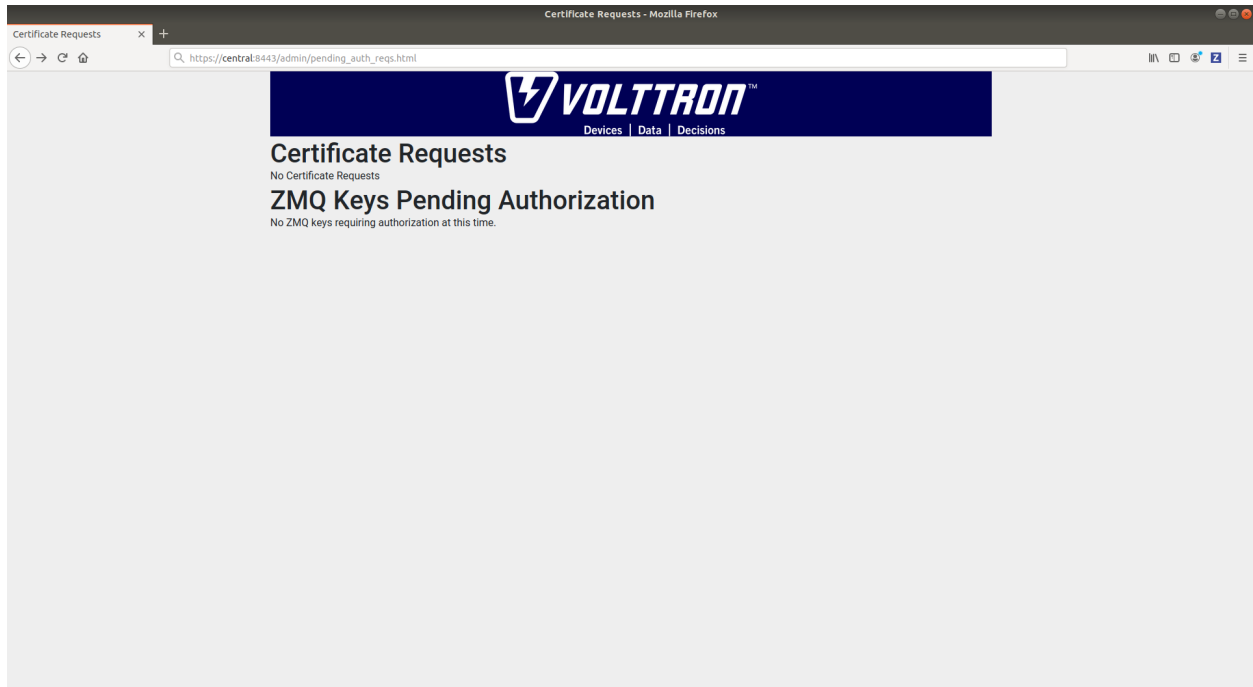 Certificate Requests - Mozilla Firefox
Certificate Requests
https://central:8443/admin/pending_auth_reqs.html
Z
VOLTTRON™
Devices | Data | Decisions
Certificate Requests
No Certificate Requests
ZMQ Keys Pending Authorization
No ZMQ keys requiring authorization at this time.